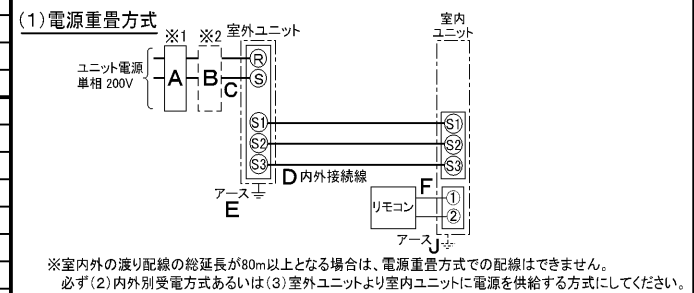 (1)電源重畳方式
※1
※2
室外ユニット
室内
ユニット
ユニット電源
単相 200V
A
B
C
R
S
S1
S2
S3
S1
S2
S3
D 内外接続線
アース
E
リモコン
F
1
2
アース J
※室内外の渡り配線の総延長が80m以上となる場合は、電源重畳方式での配線はできません。
必ず(2)内外別受電方式あるいは(3)室外ユニットより室内ユニットに電源を供給する方式にしてください。